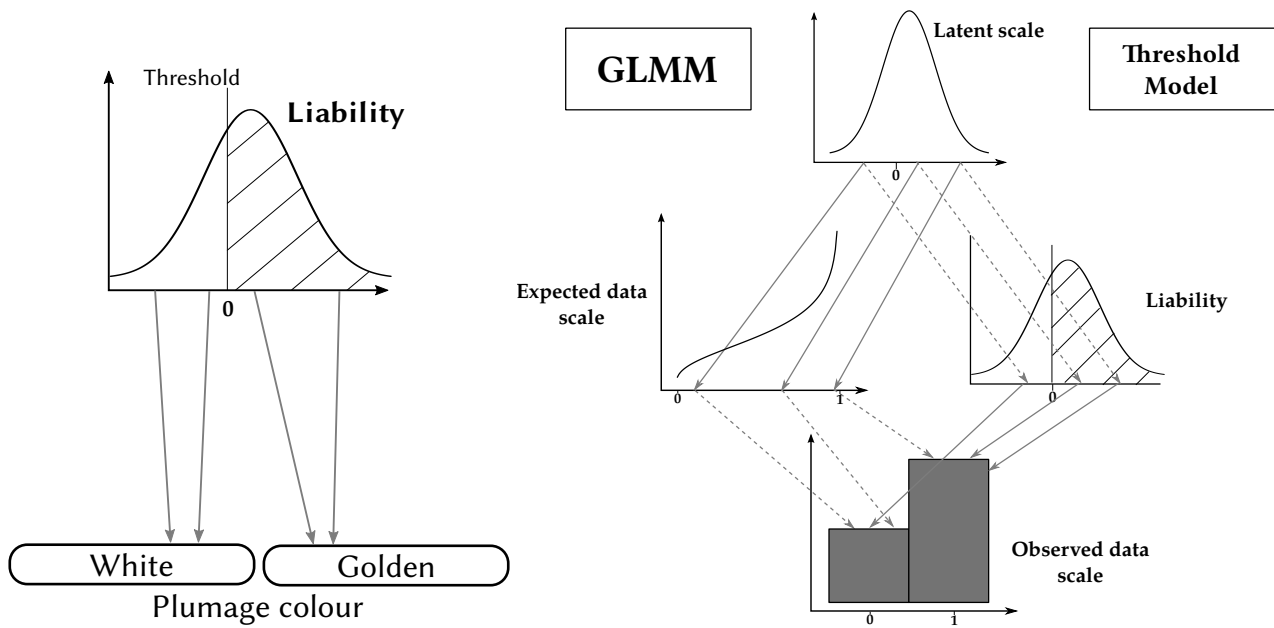 Threshold
Liability
0
White
Golden
Plumage colour
GLMM
Latent scale
Threshold
Model
0
Expected data
scale
0
1
Liability
0
Observed data
scale
0
1